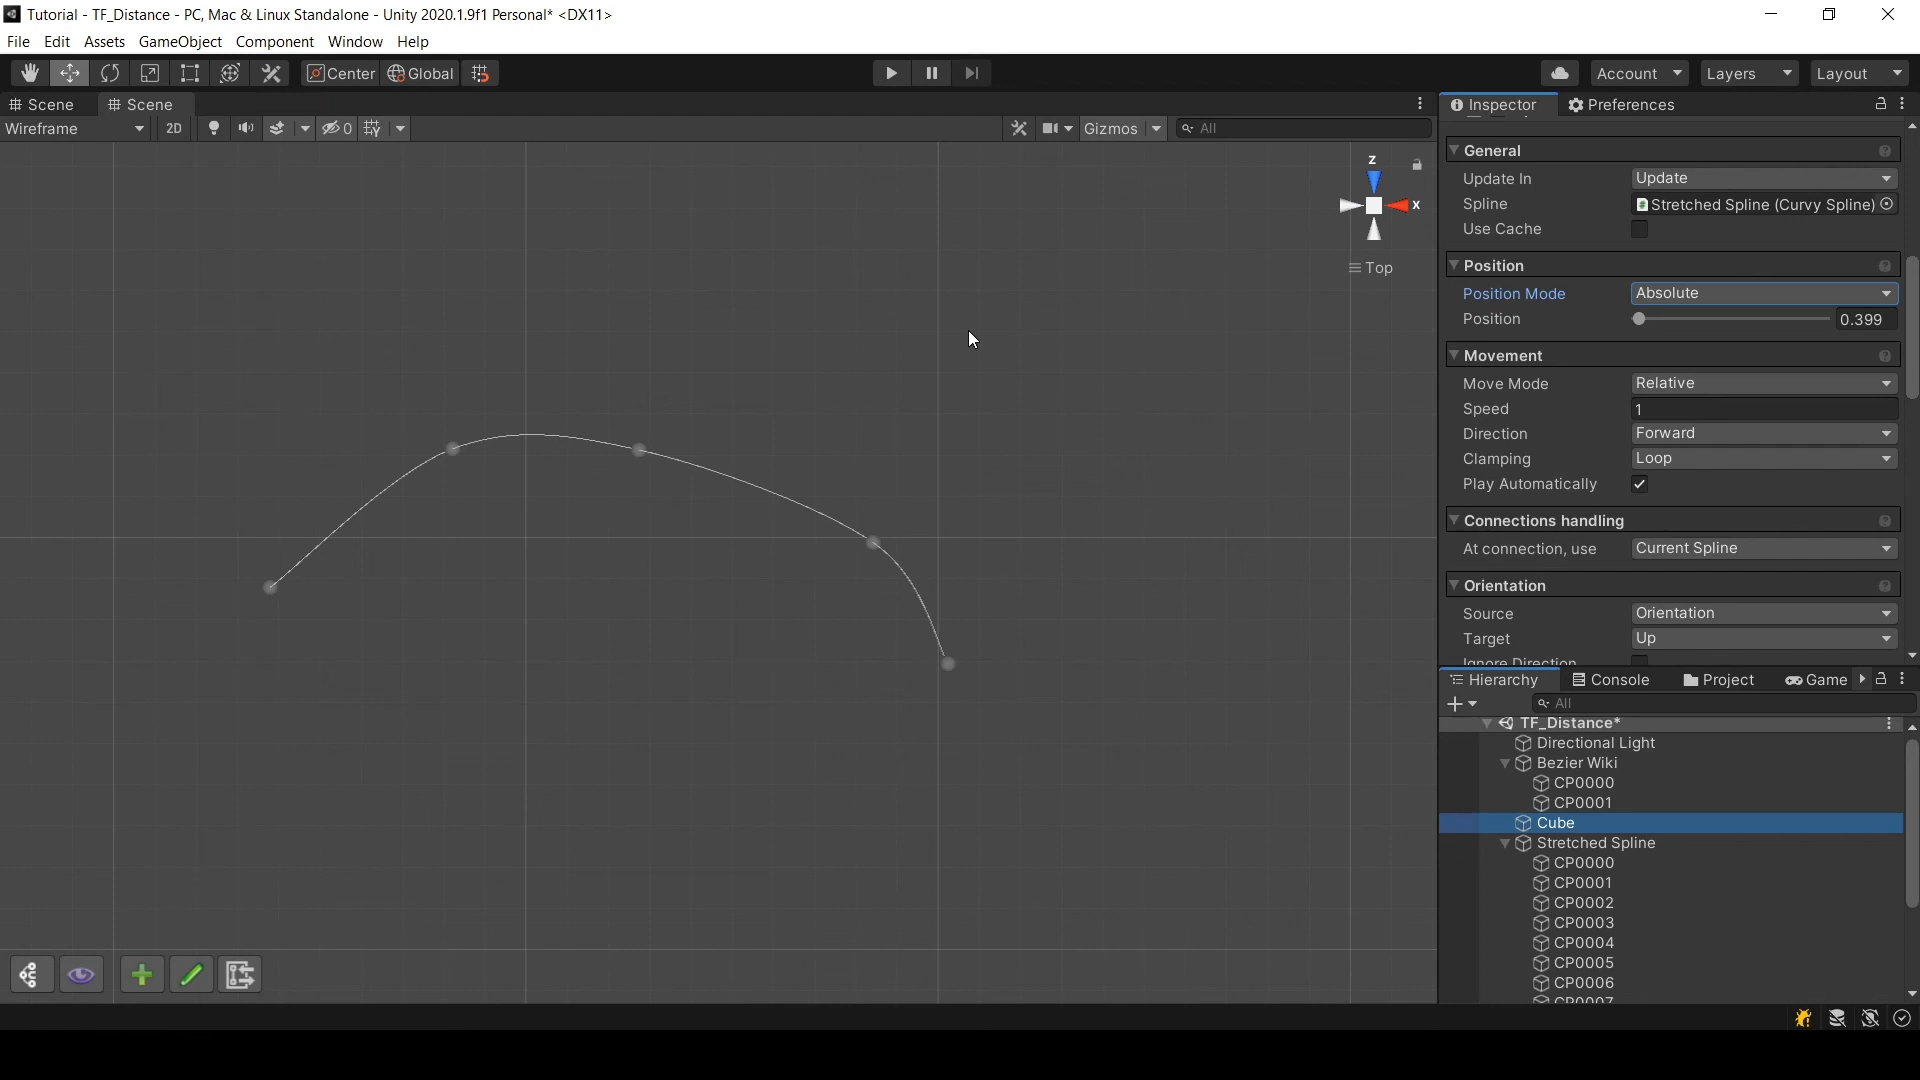 Tutorial - TF_Distance - PC, Mac & Linux Standalone - Unity 2020.1.9f1 Personal* <DX11>
File Edit Assets GameObject Component Window Help
Center Global Account Layers Layout
Scene Scene
Wireframe 2D 0 Gizmos All
z
x
Top
Inspector Preferences
General
Update In Update
Spline Stretched Spline (Curvy Spline)
Use Cache
Position
Position Mode Absolute
Position 0.399
Movement
Move Mode Relative
Speed 1
Direction Forward
Clamping Loop
Play Automatically
Connections handling
At connection, use Current Spline
Orientation
Source Orientation
Target Up
Ignore Direction
Hierarchy Console Project Game
All
TF_Distance*
Directional Light
Bezier Wiki
CP0000
CP0001
Cube
Stretched Spline
CP0000
CP0001
CP0002
CP0003
CP0004
CP0005
CP0006
CP0007